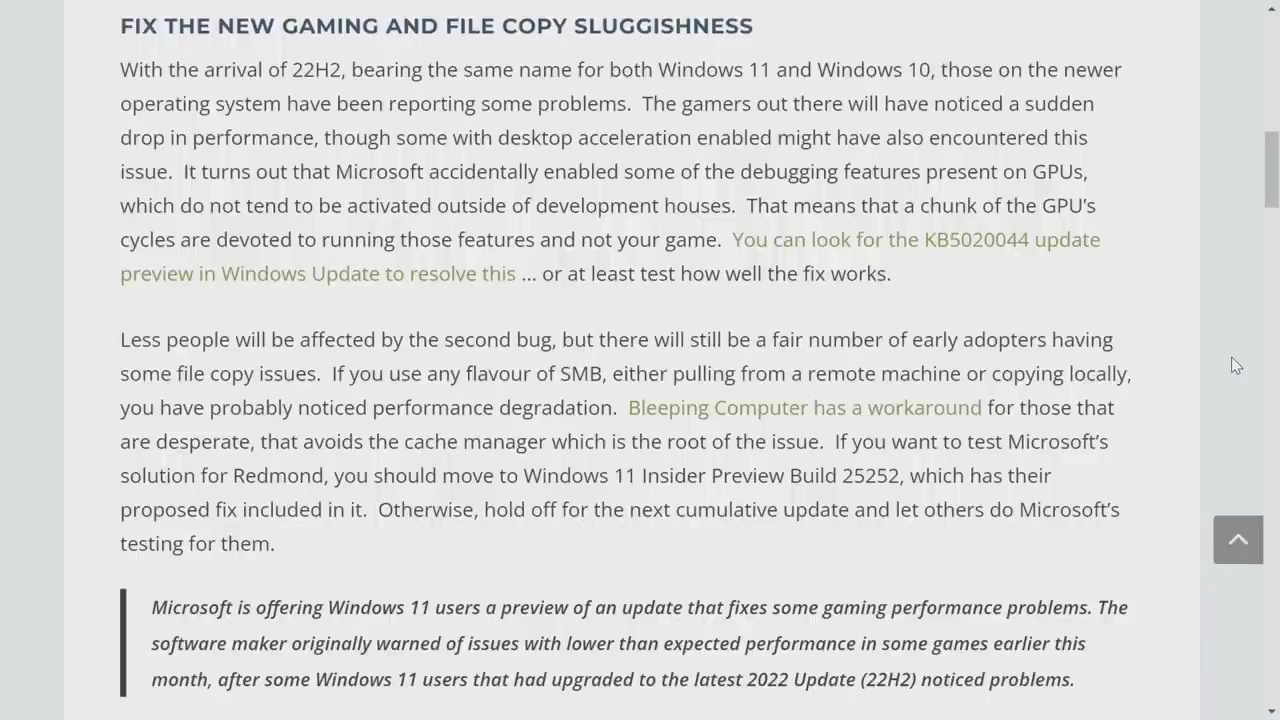 FIX THE NEW GAMING AND FILE COPY SLUGGISHNESS
With the arrival of 22H2, bearing the same name for both Windows 11 and Windows 10, those on the newer
operating system have been reporting some problems.  The gamers out there will have noticed a sudden
drop in performance, though some with desktop acceleration enabled might have also encountered this
issue.  It turns out that Microsoft accidentally enabled some of the debugging features present on GPUs,
which do not tend to be activated outside of development houses.  That means that a chunk of the GPU's
cycles are devoted to running those features and not your game.  You can look for the KB5020044 update
preview in Windows Update to resolve this … or at least test how well the fix works.
Less people will be affected by the second bug, but there will still be a fair number of early adopters having
some file copy issues.  If you use any flavour of SMB, either pulling from a remote machine or copying locally,
you have probably noticed performance degradation.  Bleeping Computer has a workaround for those that
are desperate, that avoids the cache manager which is the root of the issue.  If you want to test Microsoft's
solution for Redmond, you should move to Windows 11 Insider Preview Build 25252, which has their
proposed fix included in it.  Otherwise, hold off for the next cumulative update and let others do Microsoft's
testing for them.
Microsoft is offering Windows 11 users a preview of an update that fixes some gaming performance problems. The
software maker originally warned of issues with lower than expected performance in some games earlier this
month, after some Windows 11 users that had upgraded to the latest 2022 Update (22H2) noticed problems.